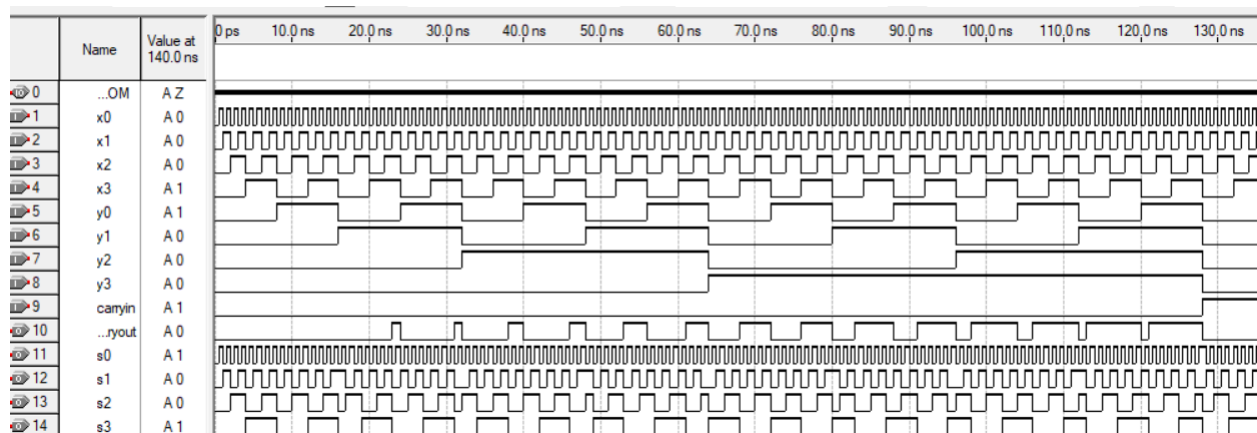 Name Value at 140.0 ns 0 ps 10.0 ns 20.0 ns 30.0 ns 40.0 ns 50.0 ns 60.0 ns 70.0 ns 80.0 ns 90.0 ns 100.0 ns 110.0 ns 120.0 ns 130.0 ns
0 ...OM A Z
1 x0 A 0
2 x1 A 0
3 x2 A 0
4 x3 A 1
5 y0 A 1
6 y1 A 0
7 y2 A 0
8 y3 A 0
9 carryin A 1
10 ...ryout A 0
11 s0 A 1
12 s1 A 0
13 s2 A 0
14 s3 A 1